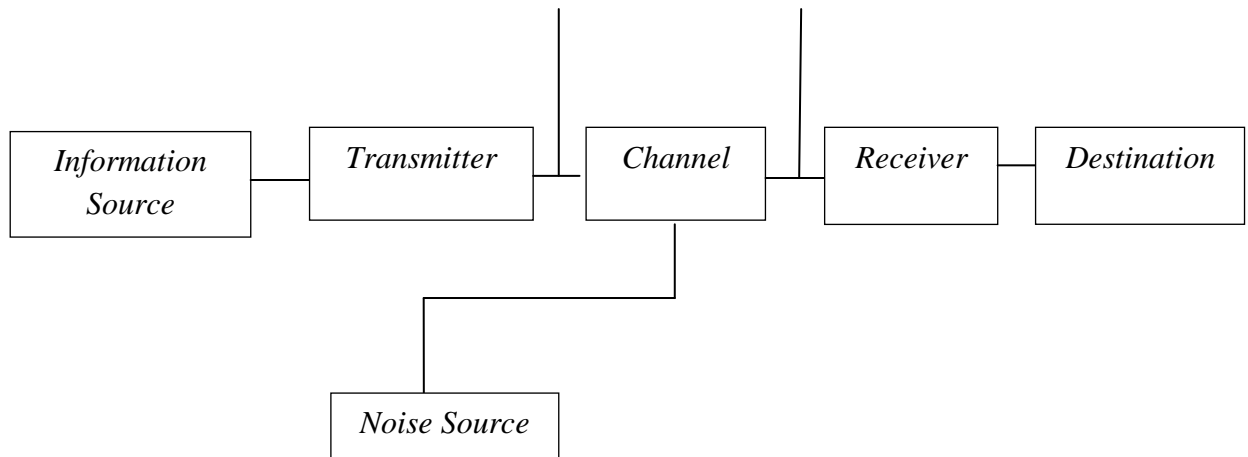 Information
Source
Transmitter
Channel
Receiver
Destination
Noise Source